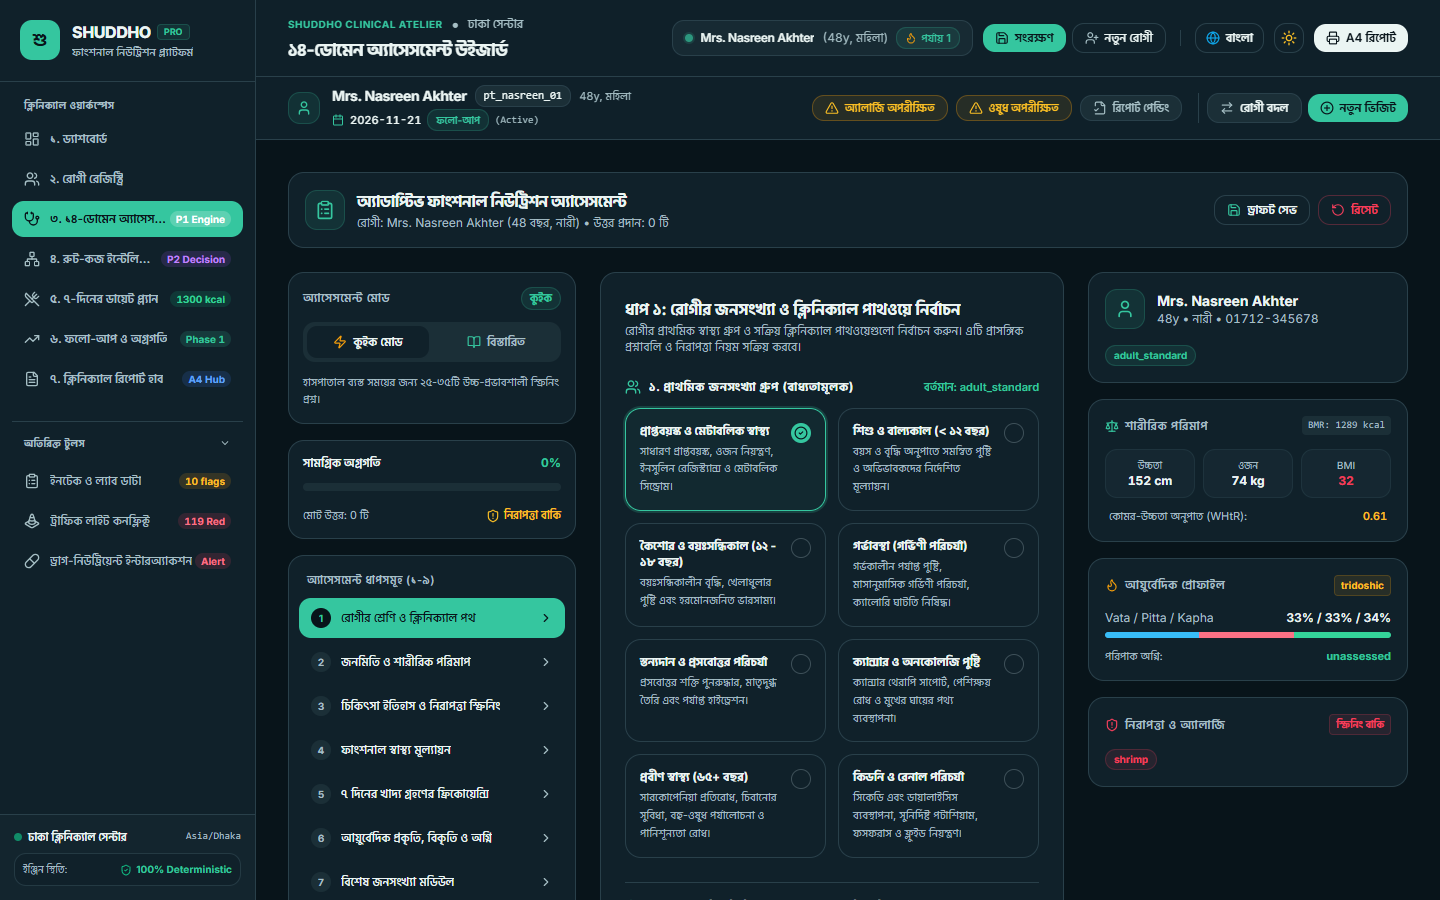 শু
SHUDDHO PRO
ফাংশনাল নিউট্রিশন প্ল্যাটফর্ম
ক্লিনিক্যাল ওয়ার্কস্পেস
১. ড্যাশবোর্ড
২. রোগী রেজিস্ট্রি
৩. ১৪-ডোমেন অ্যাসেস... P1 Engine
৪. রুট-কজ ইন্টেলি... P2 Decision
৫. ৭-দিনের ডায়েট প্ল্যান 1300 kcal
৬. ফলো-আপ ও অগ্রগতি Phase 1
৭. ক্লিনিক্যাল রিপোর্ট হাব A4 Hub
অতিরিক্ত টুলস
ইনটেক ও ল্যাব ডাটা 10 flags
ট্রাফিক লাইট কনফ্লিক্ট 119 Red
ড্রাগ-নিউট্রিয়েন্ট ইন্টারঅ্যাকশন Alert
ঢাকা ক্লিনিক্যাল সেন্টার Asia/Dhaka
ইঞ্জিন স্থিতি: 100% Deterministic
SHUDDHO CLINICAL ATELIER • ঢাকা সেন্টার
১৪-ডোমেন অ্যাসেসমেন্ট উইজার্ড
Mrs. Nasreen Akhter (48y, মহিলা) পর্যায় 1
সংরক্ষণ
নতুন রোগী
বাংলা
A4 রিপোর্ট
Mrs. Nasreen Akhter pt_nasreen_01 48y, মহিলা
2026-11-21 ফলো-আপ (Active)
অ্যালার্জি অপরীক্ষিত
ওষুধ অপরীক্ষিত
রিপোর্ট পেন্ডিং
রোগী বদল
নতুন ভিজিট
অ্যাডাপ্টিভ ফাংশনাল নিউট্রিশন অ্যাসেসমেন্ট
রোগী: Mrs. Nasreen Akhter (48 বছর, নারী) • উত্তর প্রদান: 0 টি
ড্রাফট সেভ
রিসেট
অ্যাসেসমেন্ট মোড কুইক
কুইক মোড
বিস্তারিত
হাসপাতাল ব্যস্ত সময়ের জন্য ২৫-৩৫টি উচ্চ-প্রভাবশালী স্ক্রিনিং
প্রশ্ন।
সামগ্রিক অগ্রগতি 0%
মোট উত্তর: 0 টি নিরাপত্তা বাকি
অ্যাসেসমেন্ট ধাপসমূহ (১-৯)
1 রোগীর শ্রেণি ও ক্লিনিক্যাল পথ
2 জনমিতি ও শারীরিক পরিমাপ
3 চিকিৎসা ইতিহাস ও নিরাপত্তা স্ক্রিনিং
4 ফাংশনাল স্বাস্থ্য মূল্যায়ন
5 ৭ দিনের খাদ্য গ্রহণের ফ্রিকোয়েন্সি
6 আয়ুর্বেদিক প্রকৃতি, বিকৃতি ও অগ্নি
7 বিশেষ জনসংখ্যা মডিউল
ধাপ ১: রোগীর জনসংখ্যা ও ক্লিনিক্যাল পাথওয়ে নির্বাচন
রোগীর প্রাথমিক স্বাস্থ্য গ্রুপ ও সক্রিয় ক্লিনিক্যাল পাথওয়েগুলো নির্বাচন করুন। এটি প্রাসঙ্গিক
প্রশ্নাবলি ও নিরাপত্তা নিয়ম সক্রিয় করবে।
১. প্রাথমিক জনসংখ্যা গ্রুপ (বাধ্যতামূলক) বর্তমান: adult_standard
প্রাপ্তবয়স্ক ও মেটাবলিক স্বাস্থ্য
সাধারণ প্রাপ্তবয়স্ক, ওজন নিয়ন্ত্রণ,
ইনসুলিন রেজিস্ট্যান্স ও মেটাবলিক
সিন্ড্রোম।
শিশু ও বাল্যকাল (< ১২ বছর)
বয়স ও বৃদ্ধি অনুপাতে সমন্বিত পুষ্টি
ও অভিভাবকদের নির্দেশিত
মূল্যায়ন।
কৈশোর ও বয়ঃসন্ধিকাল (১২ -
১৮ বছর)
বয়ঃসন্ধিকালীন বৃদ্ধি, খেলাধুলার
পুষ্টি এবং হরমোনজনিত ভারসাম্য।
গর্ভাবস্থা (গর্ভিণী পরিচর্যা)
গর্ভকালীন পর্যাপ্ত পুষ্টি,
মাসানুমাসিক গর্ভিণী পরিচর্যা,
ক্যালোরি ঘাটতি নিষিদ্ধ।
স্তন্যদান ও প্রসবোত্তর পরিচর্যা
প্রসবোত্তর শক্তি পুনরুদ্ধার, মাতৃদুগ্ধ
তৈরি এবং পর্যাপ্ত হাইড্রেশন।
ক্যান্সার ও অনকোলজি পুষ্টি
ক্যান্সার থেরাপি সাপোর্ট, পেশিক্ষয়
রোধ ও মুখের ঘায়ের পথ্য
ব্যবস্থাপনা।
প্রবীণ স্বাস্থ্য (৬৫+ বছর)
সারকোপেনিয়া প্রতিরোধ, চিবানোর
সুবিধা, বহু-ওষুধ পর্যালোচনা ও
পানিশূন্যতা রোধ।
কিডনি ও রেনাল পরিচর্যা
সিকেডি এবং ডায়ালাইসিস
ব্যবস্থাপনা, সুনির্দিষ্ট পটাশিয়াম,
ফসফরাস ও ফ্লুইড নিয়ন্ত্রণ।
Mrs. Nasreen Akhter
48y • নারী • 01712-345678
adult_standard
শারীরিক পরিমাপ BMR: 1289 kcal
উচ্চতা
152 cm
ওজন
74 kg
BMI
32
কোমর-উচ্চতা অনুপাত (WHtR): 0.61
আয়ুর্বেদিক প্রোফাইল tridoshic
Vata / Pitta / Kapha 33% / 33% / 34%
পরিপাক অগ্নি: unassessed
নিরাপত্তা ও অ্যালার্জি স্ক্রিনিং বাকি
shrimp